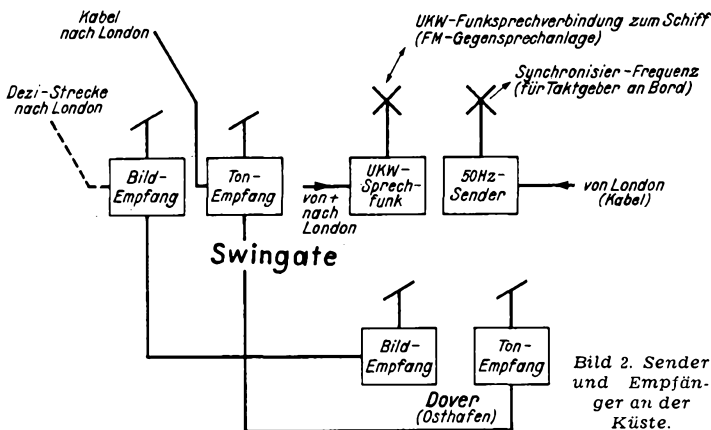 Kabel
nach London
UKW-Funksprechverbindung zum Schiff
(FM-Gegensprechanlage)
Dezi-Strecke
nach London
Synchronisier-Frequenz
(für Taktgeber an Bord)
Bild-
Empfang
Ton-
Empfang
von +
nach
London
UKW-
Sprech-
funk
50Hz-
Sender
von London
(Kabel)
Swingate
Bild-
Empfang
Ton-
Empfang
Dover
(Osthafen)
Bild 2. Sender
und Empfän-
ger an der
Küste.